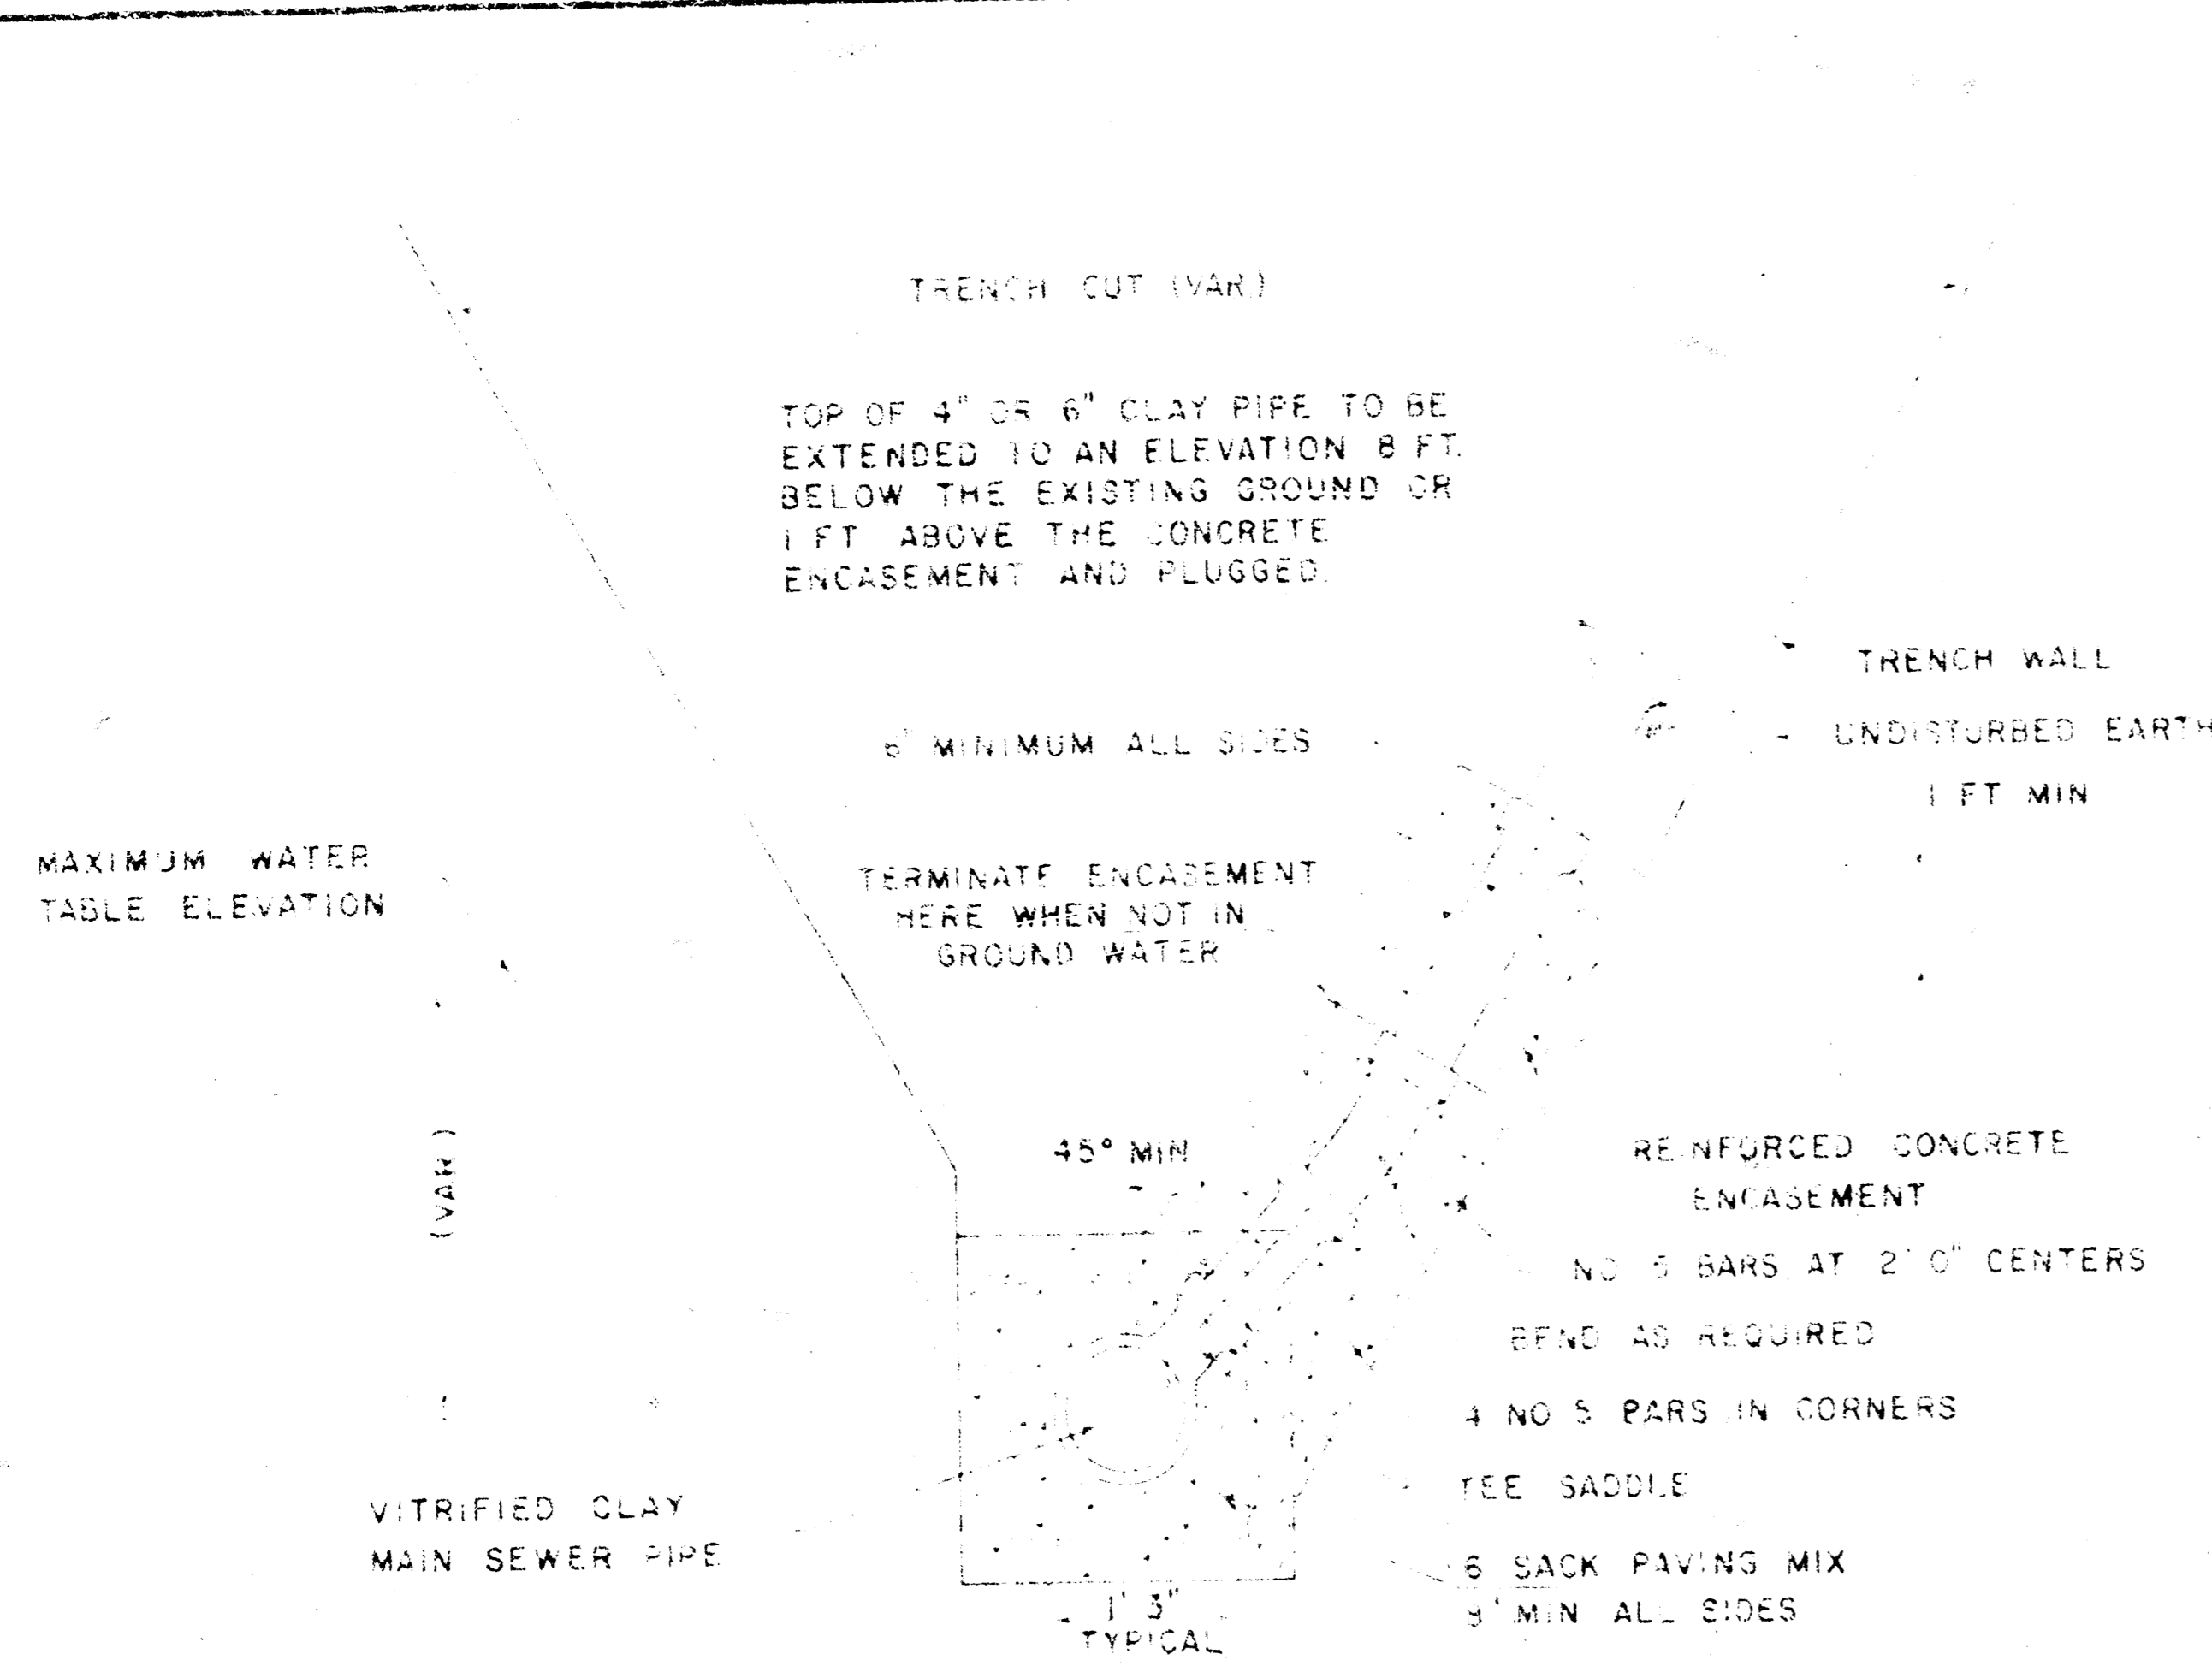 TRENCH CUT (VAR.)
TOP OF 4" OR 6" CLAY PIPE TO BE
EXTENDED TO AN ELEVATION 8 FT.
BELOW THE EXISTING GROUND OR
1 FT. ABOVE THE CONCRETE
ENCASEMENT AND PLUGGED.
TRENCH WALL
UNDISTURBED EARTH
1 FT MIN
6" MINIMUM ALL SIDES
MAXIMUM WATER
TABLE ELEVATION
TERMINATE ENCASEMENT
HERE WHEN NOT IN
GROUND WATER
(VAR)
45° MIN
REINFORCED CONCRETE
ENCASEMENT
NO 5 BARS AT 2' 0" CENTERS
BEND AS REQUIRED
4 NO 5 BARS IN CORNERS
TEE SADDLE
VITRIFIED CLAY
MAIN SEWER PIPE
6 SACK PAVING MIX
MIN ALL SIDES
1' 3"
TYPICAL